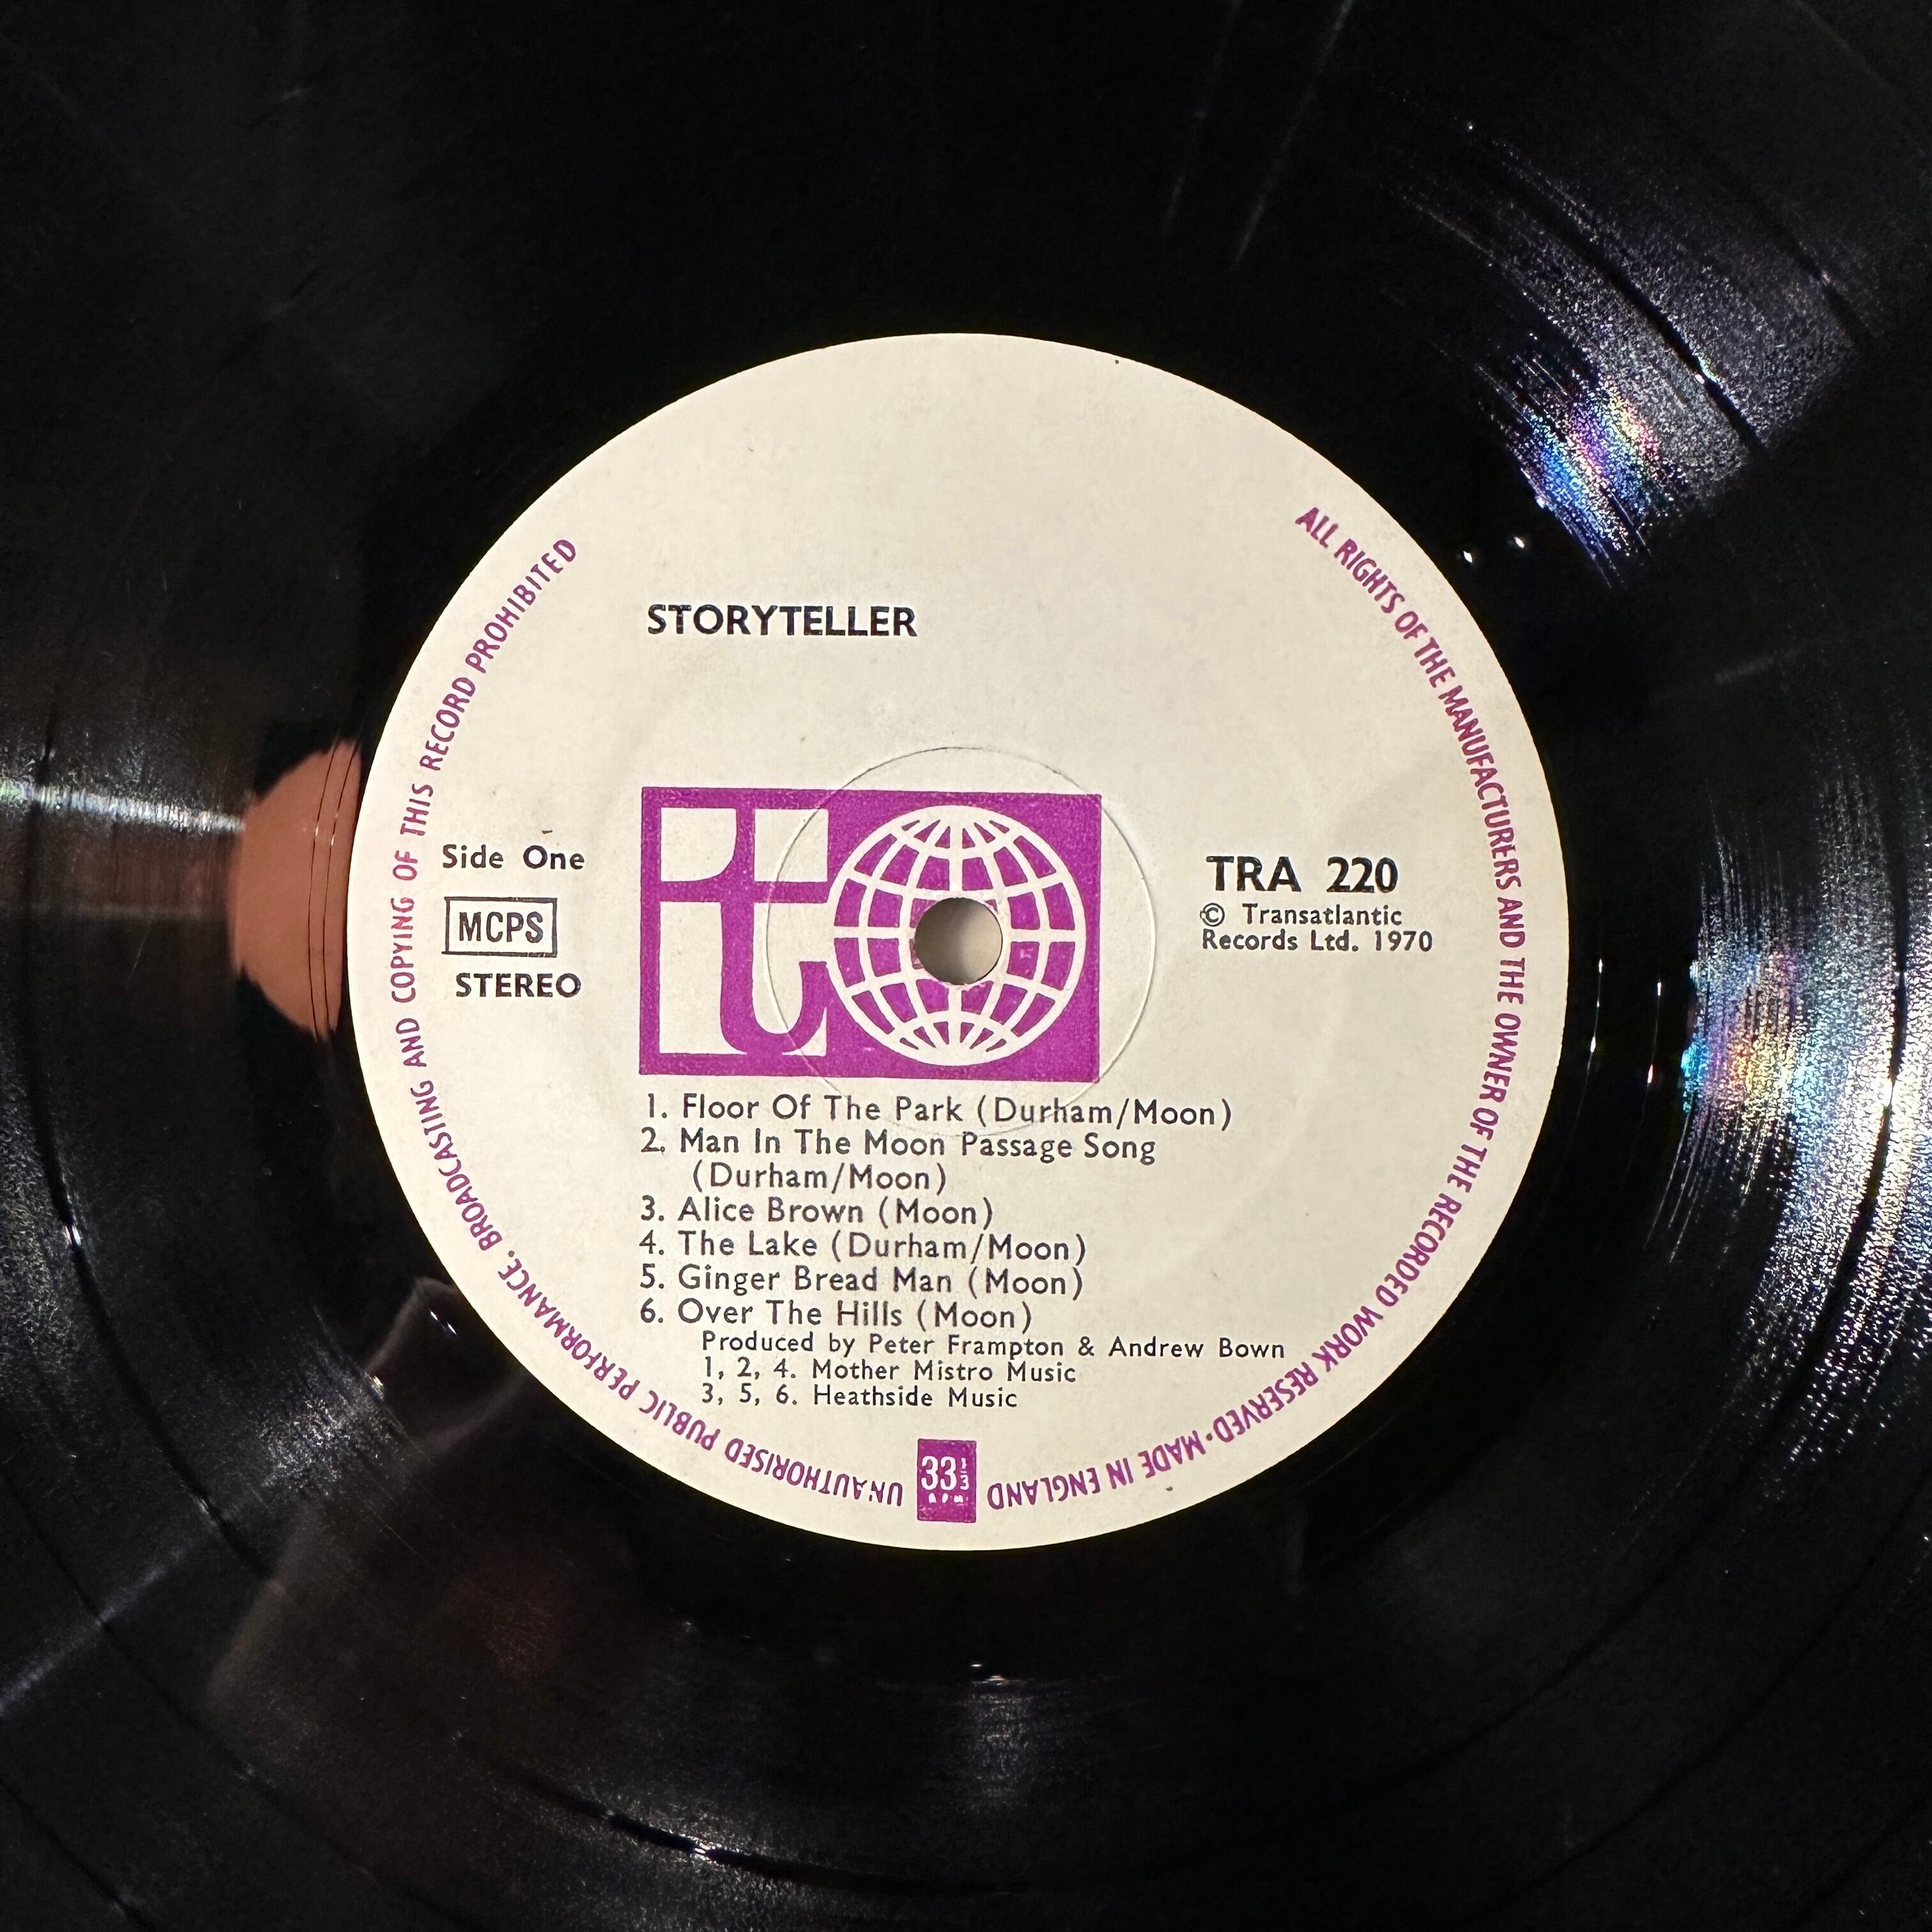 STORYTELLER
Side One
MCPS
STEREO
t
TRA 220
© Transatlantic
Records Ltd. 1970
1. Floor Of The Park (Durham/Moon)
2. Man In The Moon Passage Song
(Durham/Moon)
3. Alice Brown (Moon)
4. The Lake (Durham/Moon)
5. Ginger Bread Man (Moon)
6. Over The Hills (Moon)
Produced by Peter Frampton & Andrew Bown
1, 2, 4. Mother Mistro Music
3, 5, 6. Heathside Music
33⅓
RPM
ALL RIGHTS OF THE MANUFACTURERS AND THE OWNER OF THE RECORDED WORK RESERVED · MADE IN ENGLAND
UNAUTHORISED PUBLIC PERFORMANCE, BROADCASTING AND COPYING OF THIS RECORD PROHIBITED